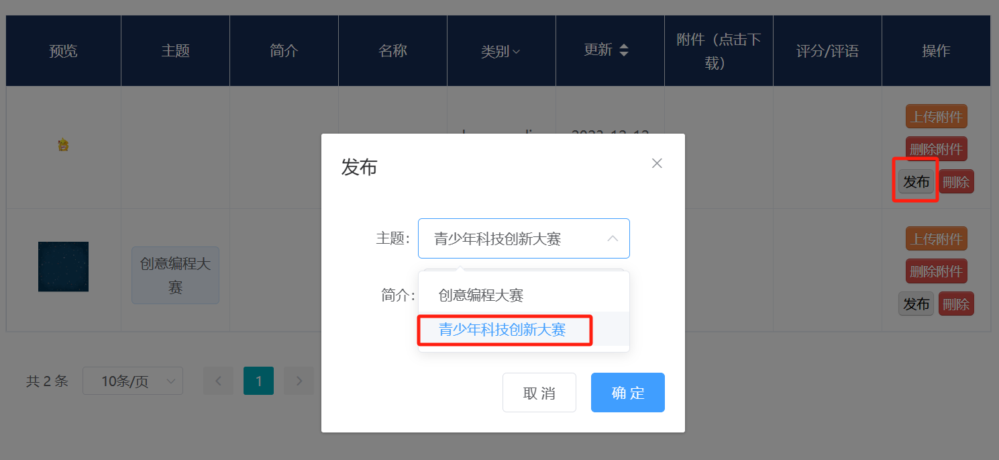 预览
主题
简介
名称
类别
更新
附件（点击下
载）
评分/评语
操作
上传附件
删除附件
发布 删除
创意编程大
赛
上传附件
删除附件
发布 删除
共 2 条
10条/页
1
发布
主题：
青少年科技创新大赛
简介：
创意编程大赛
青少年科技创新大赛
取 消
确 定